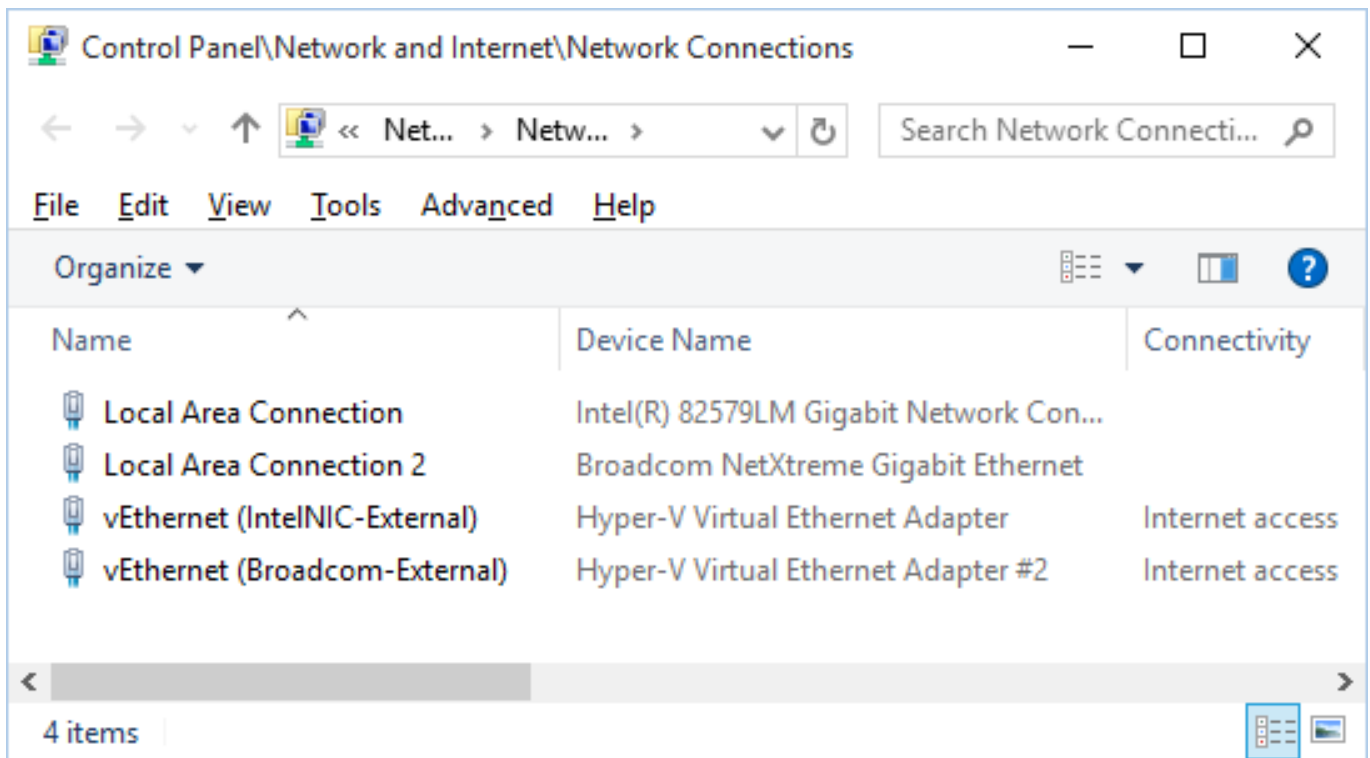 Control Panel\Network and Internet\Network Connections
« Net... > Netw... > Search Network Connecti...
File Edit View Tools Advanced Help
Organize
Name Device Name Connectivity
Local Area Connection Intel(R) 82579LM Gigabit Network Con...
Local Area Connection 2 Broadcom NetXtreme Gigabit Ethernet
vEthernet (IntelNIC-External) Hyper-V Virtual Ethernet Adapter Internet access
vEthernet (Broadcom-External) Hyper-V Virtual Ethernet Adapter #2 Internet access
4 items